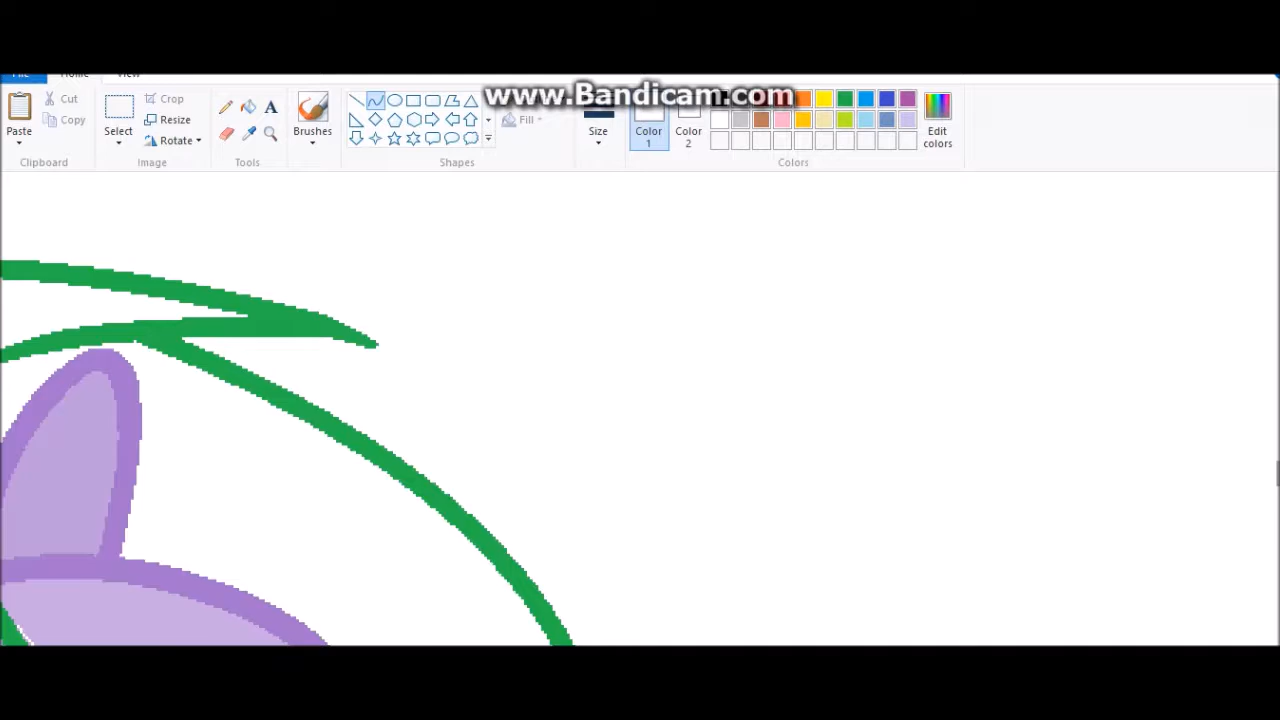 File Home View
www.Bandicam.com
Cut
Copy
Paste
Clipboard
Crop
Resize
Rotate
Select
Image
A
Tools
Brushes
Fill
Shapes
Size
Color 1
Color 2
Edit colors
Colors